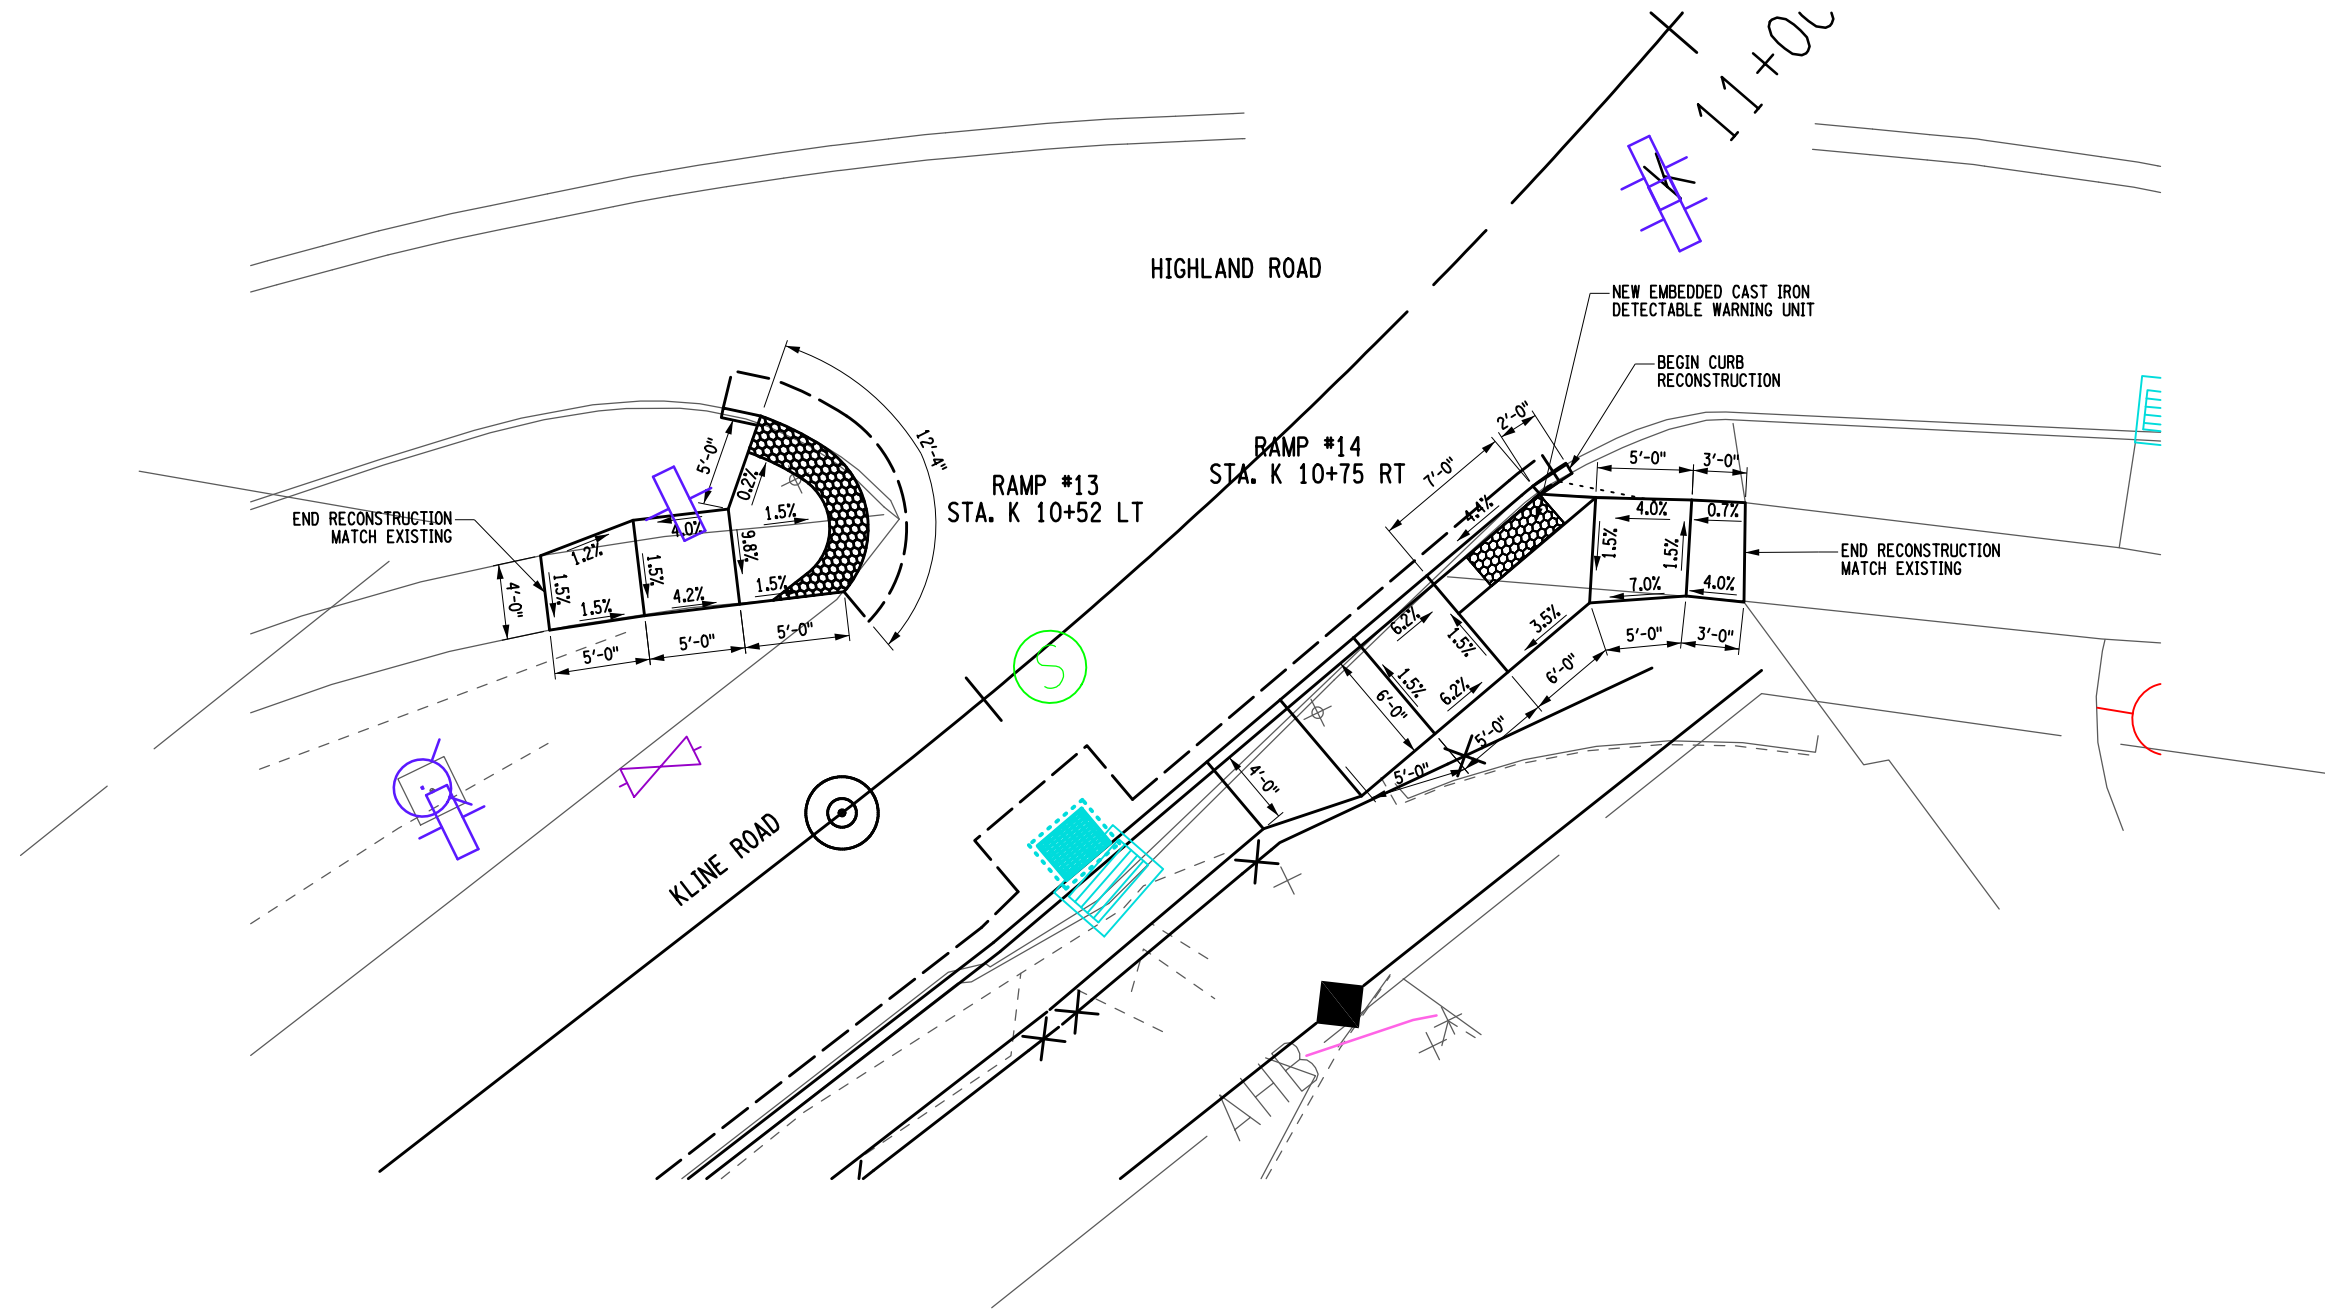 11+00
HIGHLAND ROAD
NEW EMBEDDED CAST IRON
DETECTABLE WARNING UNIT
BEGIN CURB
RECONSTRUCTION
12'-4"
5'-0"
0.2%
RAMP #13
STA. K 10+52 LT
RAMP #14
STA. K 10+75 RT
2'-0"
7'-0"
4.4%
5'-0"
3'-0"
4.0%
0.7%
1.5%
1.5%
7.0%
4.0%
END RECONSTRUCTION
MATCH EXISTING
5'-0"
3'-0"
END RECONSTRUCTION
MATCH EXISTING
1.2%
4.0%
1.5%
9.8%
1.5%
1.5%
1.5%
4.2%
1.5%
4'-0"
5'-0"
5'-0"
5'-0"
6.2%
1.5%
3.5%
6'-0"
1.5%
6.2%
6'-0"
5'-0"
5'-0"
4'-0"
S
KLINE ROAD
AHR